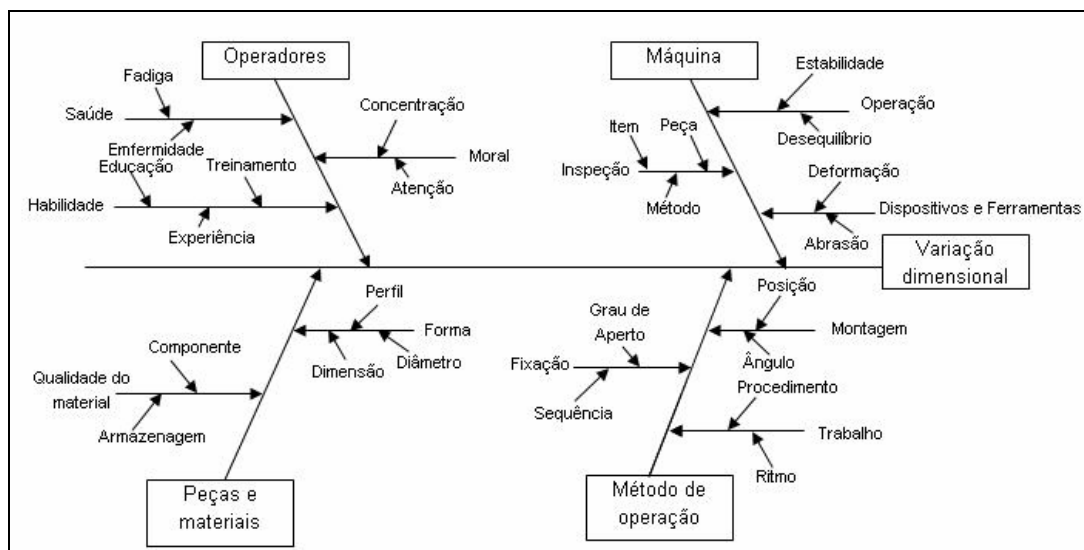 Operadores
Fadiga
Saúde
Emfermidade
Concentração
Moral
Atenção
Educação
Treinamento
Habilidade
Experiência
Máquina
Estabilidade
Operação
Desequilíbrio
Item
Peça
Inspeção
Método
Deformação
Dispositivos e Ferramentas
Abrasão
Variação
dimensional
Perfil
Forma
Dimensão
Diâmetro
Componente
Qualidade do
material
Armazenagem
Peças e
materiais
Posição
Montagem
Ângulo
Grau de
Aperto
Fixação
Sequência
Procedimento
Trabalho
Ritmo
Método de
operação